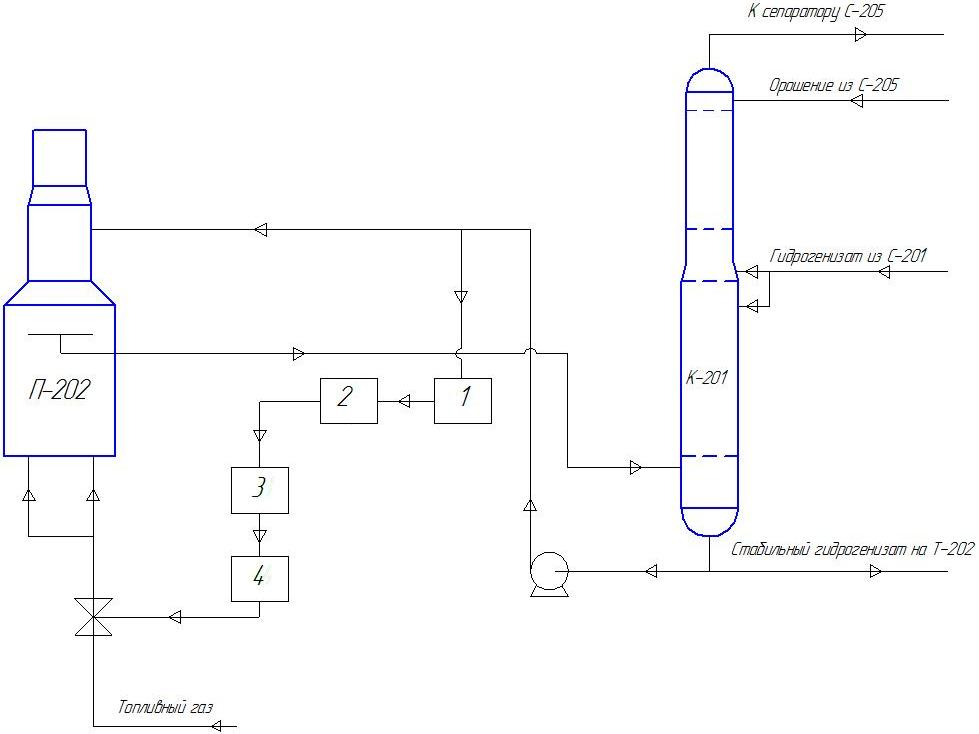 К сепаратору С-205
Орошение из С-205
Гидрогенизат из С-201
П-202
К-201
2
1
3
4
Стабильный гидрогенизат на Т-202
Топливный газ